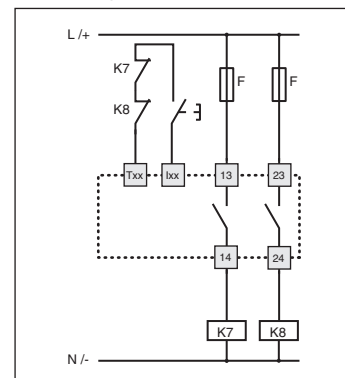 L /+
K7
K8
F
F
Txx
Ixx
13
23
14
24
K7
K8
N /-